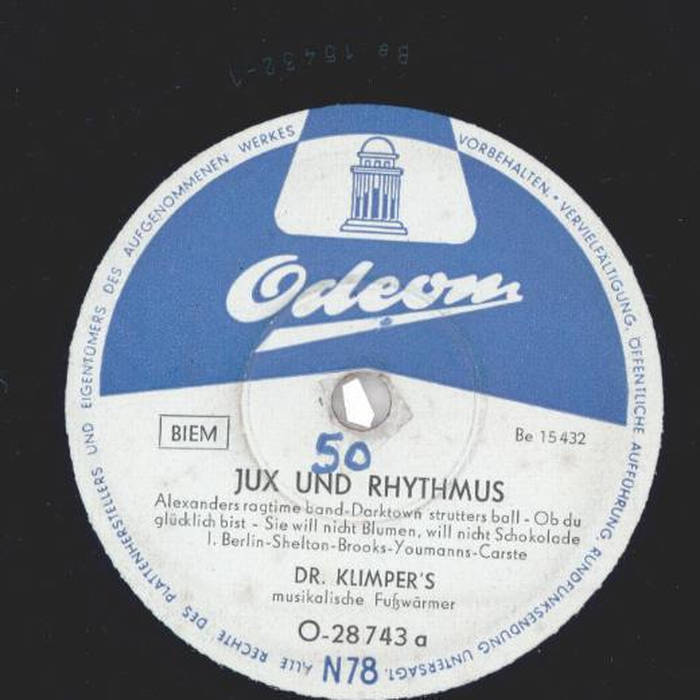 Be 15432-1
ALLE RECHTE DES PLATTENHERSTELLERS UND EIGENTÜMERS DES AUFGENOMMENEN WERKES VORBEHALTEN. • VERVIELFÄLTIGUNG, ÖFFENTLICHE AUFFÜHRUNG, RUNDFUNKSENDUNG UNTERSAGT.
Odeon
BIEM
Be 15 432
50
JUX UND RHYTHMUS
Alexanders ragtime band-Darktown strutters ball - Ob du
glücklich bist - Sie will nicht Blumen, will nicht Schokolade
I. Berlin-Shelton-Brooks-Youmanns-Carste
DR. KLIMPER'S
musikalische Fußwärmer
O-28743 a
N78